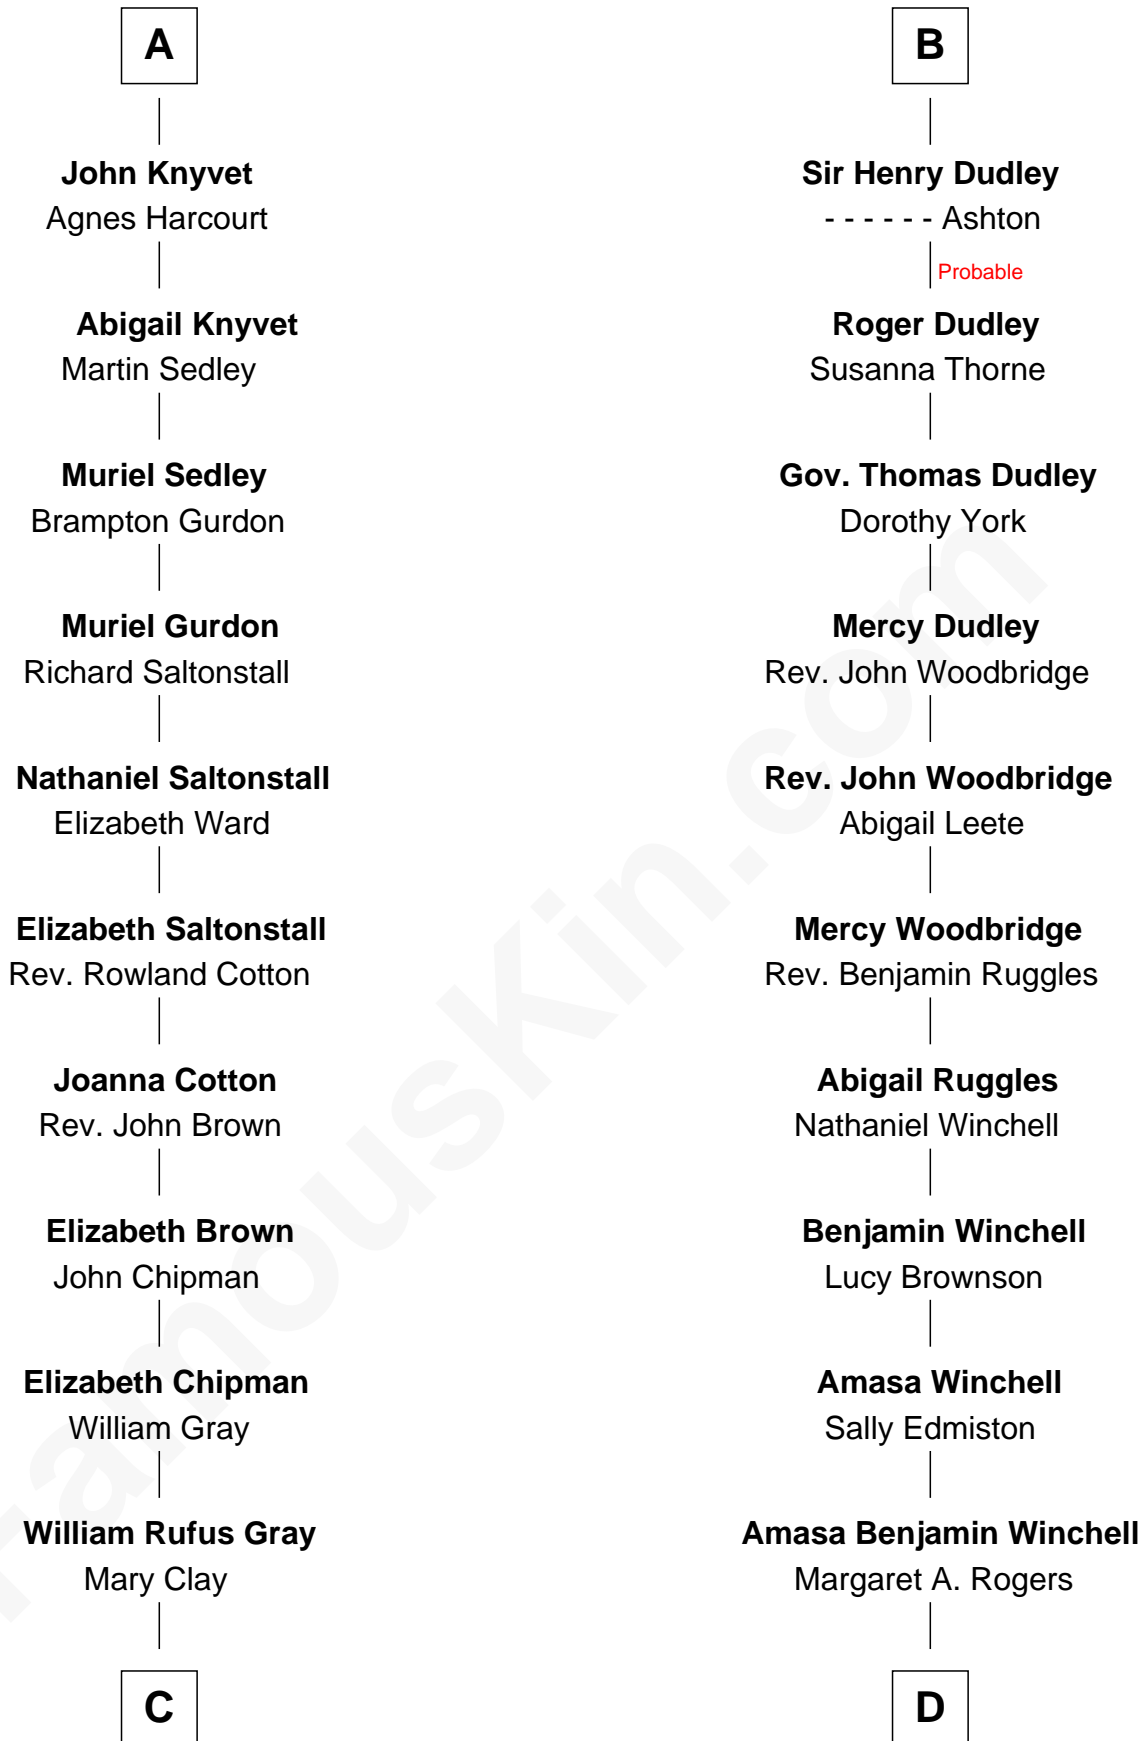 A
John Knyvet
Agnes Harcourt
Abigail Knyvet
Martin Sedley
Muriel Sedley
Brampton Gurdon
Muriel Gurdon
Richard Saltonstall
Nathaniel Saltonstall
Elizabeth Ward
Elizabeth Saltonstall
Rev. Rowland Cotton
Joanna Cotton
Rev. John Brown
Elizabeth Brown
John Chipman
Elizabeth Chipman
William Gray
William Rufus Gray
Mary Clay
C
B
Sir Henry Dudley
- - - - - - Ashton
Probable
Roger Dudley
Susanna Thorne
Gov. Thomas Dudley
Dorothy York
Mercy Dudley
Rev. John Woodbridge
Rev. John Woodbridge
Abigail Leete
Mercy Woodbridge
Rev. Benjamin Ruggles
Abigail Ruggles
Nathaniel Winchell
Benjamin Winchell
Lucy Brownson
Amasa Winchell
Sally Edmiston
Amasa Benjamin Winchell
Margaret A. Rogers
D
FamousKin.com